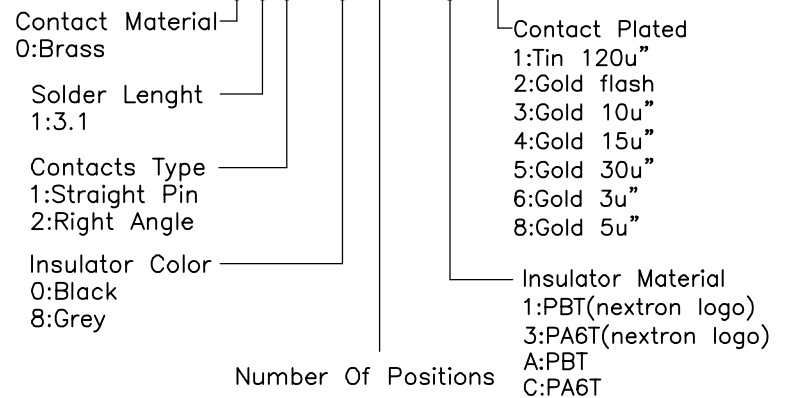 Contact Material
0:Brass
Solder Lenght
1:3.1
Contacts Type
1:Straight Pin
2:Right Angle
Insulator Color
0:Black
8:Grey
Number Of Positions
Contact Plated
1:Tin 120u"
2:Gold flash
3:Gold 10u"
4:Gold 15u"
5:Gold 30u"
6:Gold 3u"
8:Gold 5u"
Insulator Material
1:PBT(nextron logo)
3:PA6T(nextron logo)
A:PBT
C:PA6T